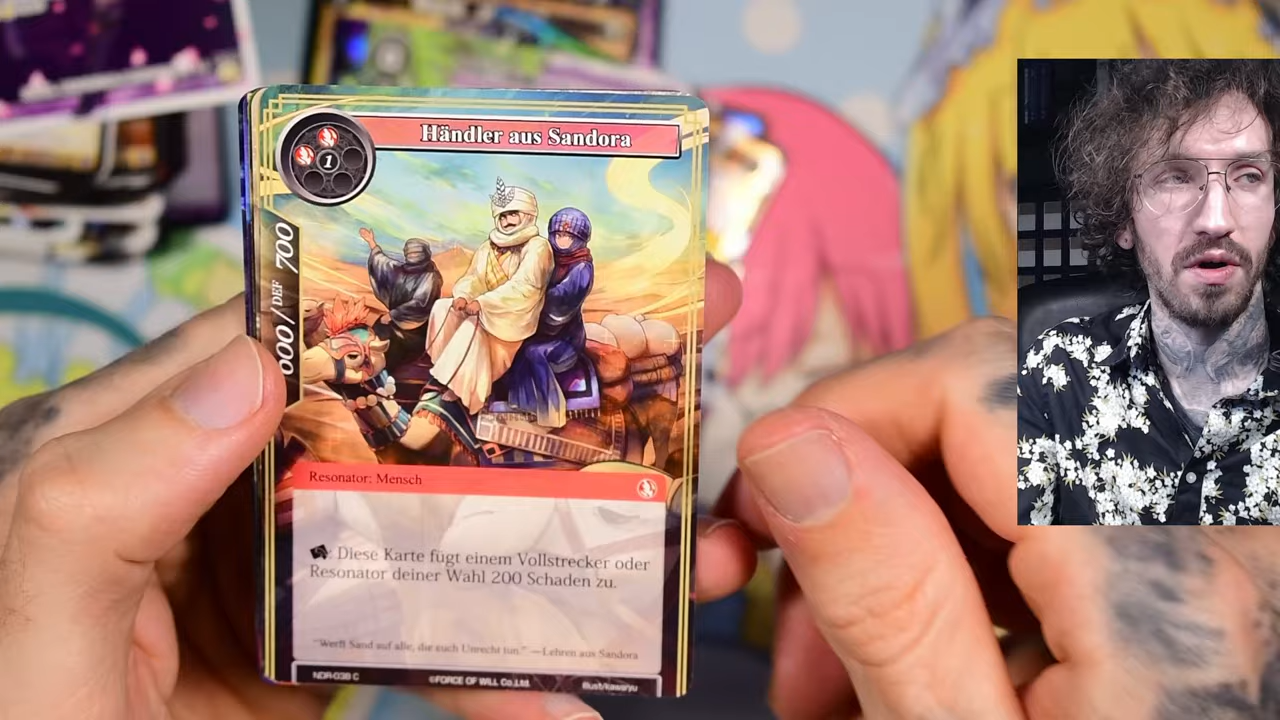 Händler aus Sandora
1
000 / DEF 700
Resonator: Mensch
: Diese Karte fügt einem Vollstrecker oder
Resonator deiner Wahl 200 Schaden zu.
"Werft Sand auf alle, die euch Unrecht tun." —Lehren aus Sandora
NDR-038 C ©FORCE OF WILL Co.,Ltd. Illust/kawaryu